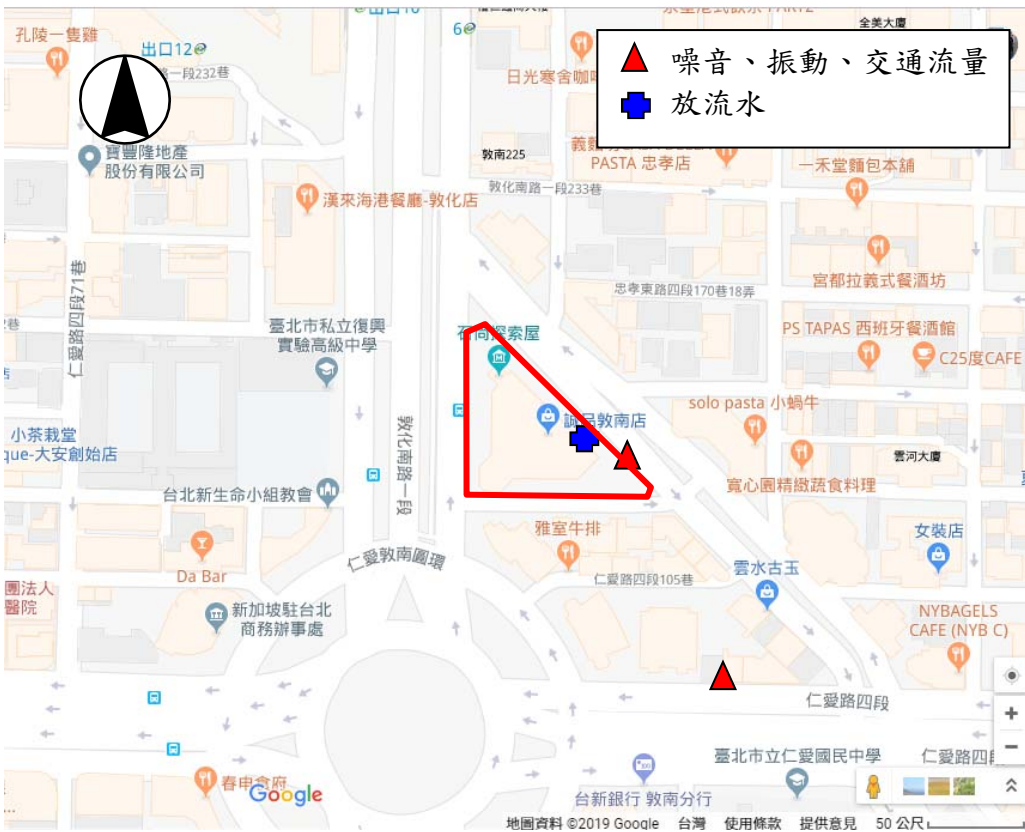 出口12
6
孔陵一隻雞
一段232巷
日光寒舍咖
全美大廈
噪音、振動、交通流量
放流水
寶豐隆地產
股份有限公司
敦南225
PASTA 忠孝店
一禾堂麵包本舖
漢來海港餐廳-敦化店
敦化南路一段233巷
宮都拉義式餐酒坊
仁愛路四段71巷
忠孝東路四段170巷18弄
臺北市私立復興
實驗高級中學
PS TAPAS 西班牙餐酒館
C25度CAFE
solo pasta 小蝸牛
誠品敦南店
敦化南路一段
小茶栽堂
que-大安創始店
雲河大廈
寬心園精緻蔬食料理
台北新生命小組教會
雅室牛排
女裝店
仁愛敦南圓環
Da Bar
仁愛路四段105巷
雲水古玉
團法人
醫院
新加坡駐台北
商務辦事處
NYBAGELS
CAFE (NYB C)
仁愛路四段
臺北市立仁愛國民中學
仁愛路四段
春申食府
Google
台新銀行 敦南分行
地圖資料 ©2019 Google 台灣 使用條款 提供意見 50 公尺